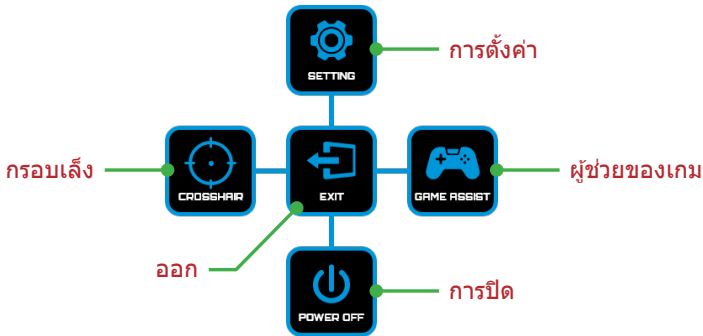 SETTING
การตั้งค่า
กรอบเล็ง
CROSSHAIR
EXIT
GAME ASSIST
ผู้ช่วยของเกม
ออก
POWER OFF
การปิด